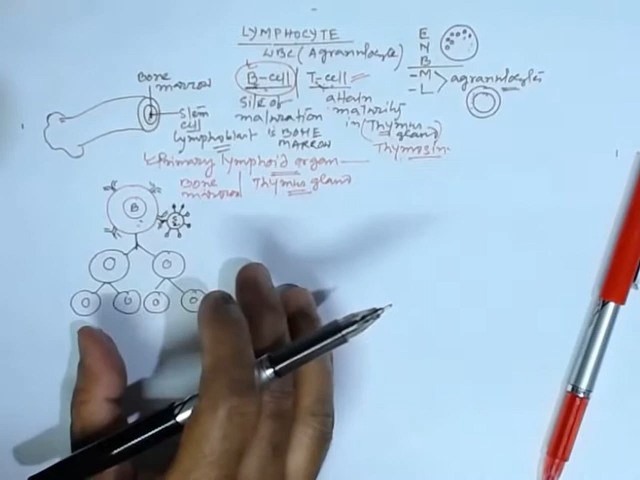 LYMPHOCYTE
WBC (Agranulocyte)
B-cell | T-cell
site of
maturation
is BONE
MARROW
attain
maturity
in (Thymus
gland)
Thymosin
E
N
B
-M
-L
agranulocytes
Bone
marrow
Stem
cell
lymphoblast
Primary lymphoid organ
Bone
marrow | Thymus gland
B